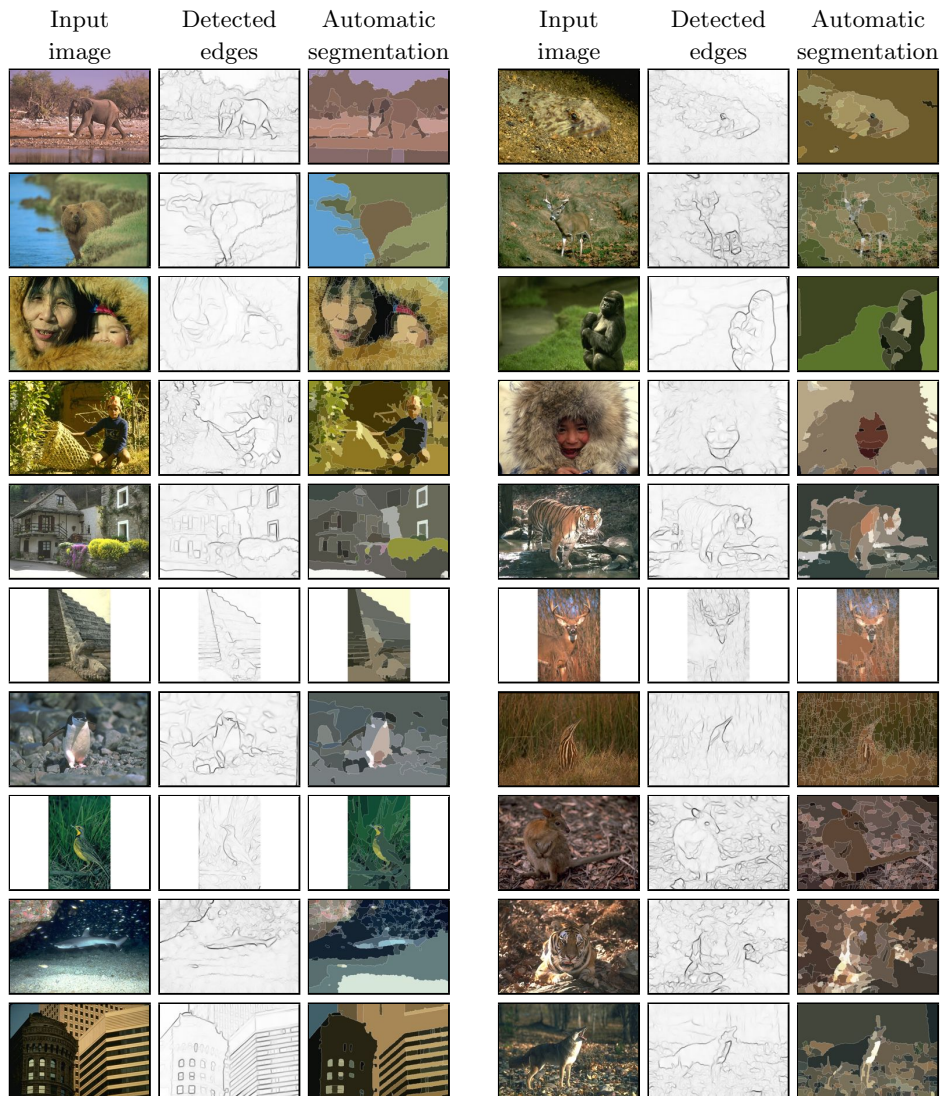 Input
image
Detected
edges
Automatic
segmentation
Input
image
Detected
edges
Automatic
segmentation